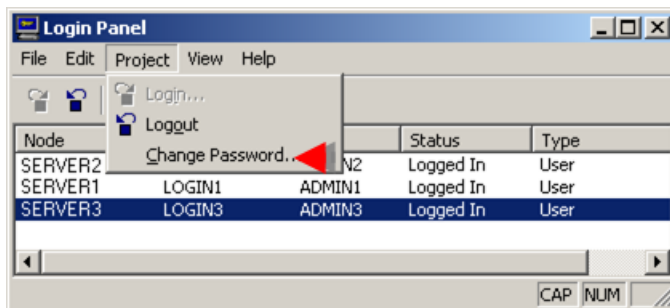 Login Panel
File Edit Project View Help
Login...
Logout
Change Password..
Node Status Type
SERVER2 N2 Logged In User
SERVER1 LOGIN1 ADMIN1 Logged In User
SERVER3 LOGIN3 ADMIN3 Logged In User
CAP NUM